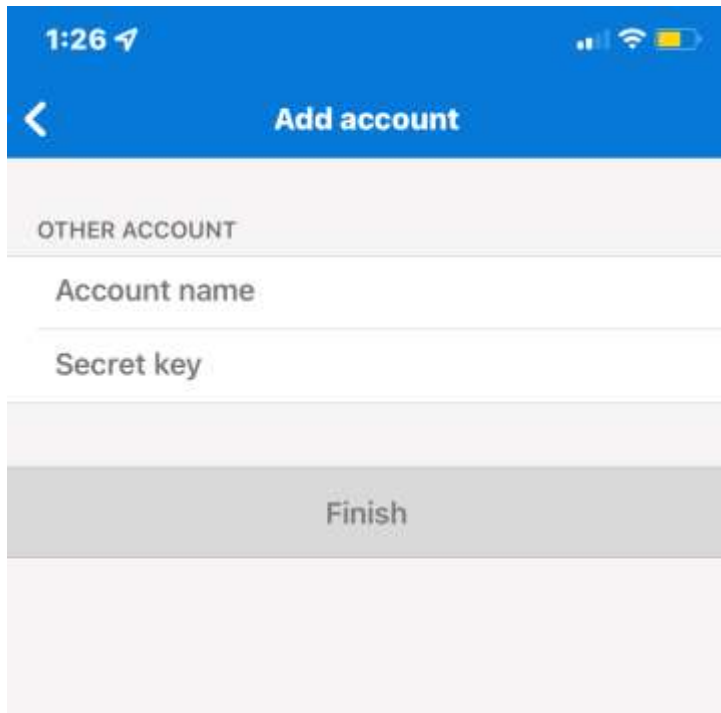 1:26
Add account
OTHER ACCOUNT
Account name
Secret key
Finish